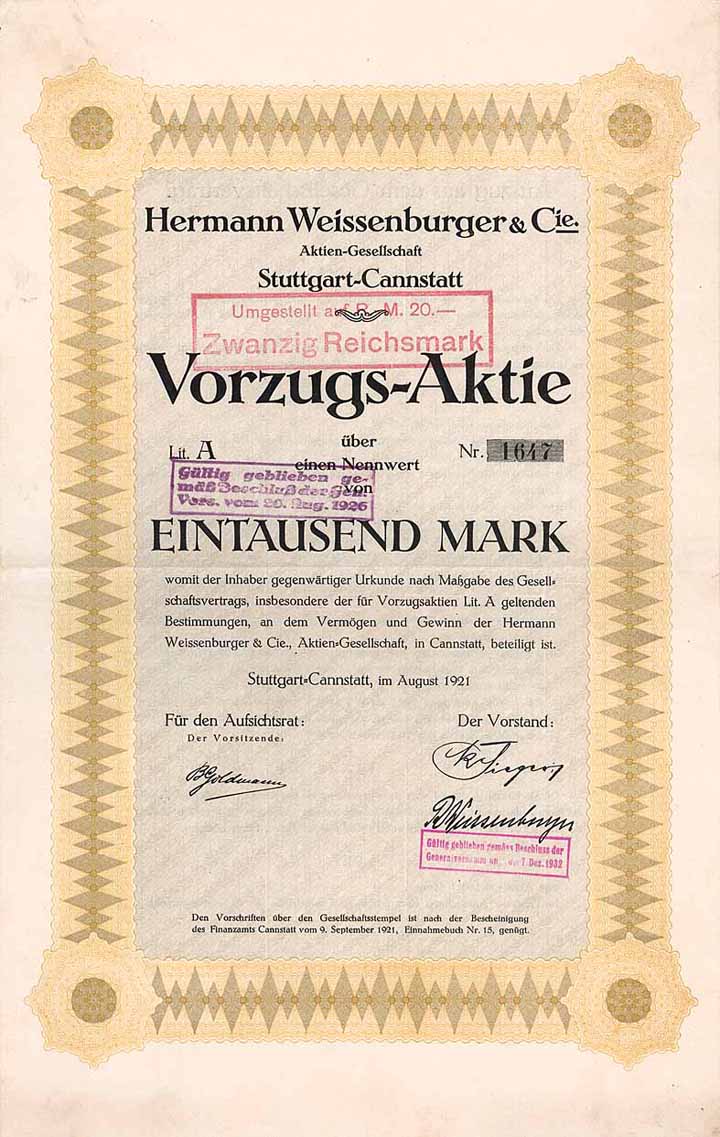 Hermann Weissenburger & Cie.
Aktien-Gesellschaft
Stuttgart-Cannstatt
Umgestellt auf R. M. 20.—
Zwanzig Reichsmark
Vorzugs-Aktie
Lit. A
über
Nr. 1647
einen Nennwert
von
Gültig geblieben ge-
mäß Beschluß der Gen.
Vers. vom 20. Aug. 1926
EINTAUSEND MARK
womit der Inhaber gegenwärtiger Urkunde nach Maßgabe des Gesell-
schaftsvertrags, insbesondere der für Vorzugsaktien Lit. A geltenden
Bestimmungen, an dem Vermögen und Gewinn der Hermann
Weissenburger & Cie., Aktien-Gesellschaft, in Cannstatt, beteiligt ist.
Stuttgart-Cannstatt, im August 1921
Für den Aufsichtsrat:
Der Vorsitzende:
Der Vorstand:
BGoldmann
Weissenburger
Gültig geblieben gemäss Beschluss der
7. Dez. 1932
Den Vorschriften über den Gesellschaftsstempel ist nach der Bescheinigung
des Finanzamts Cannstatt vom 9. September 1921, Einnahmebuch Nr. 15, genügt.